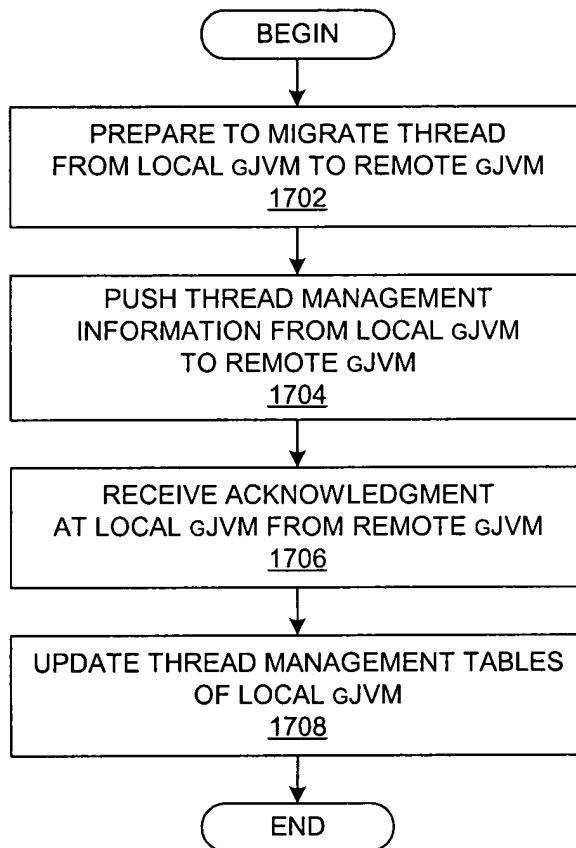 BEGIN
PREPARE TO MIGRATE THREAD
FROM LOCAL GJVM TO REMOTE GJVM
1702
PUSH THREAD MANAGEMENT
INFORMATION FROM LOCAL GJVM
TO REMOTE GJVM
1704
RECEIVE ACKNOWLEDGMENT
AT LOCAL GJVM FROM REMOTE GJVM
1706
UPDATE THREAD MANAGEMENT TABLES
OF LOCAL GJVM
1708
END